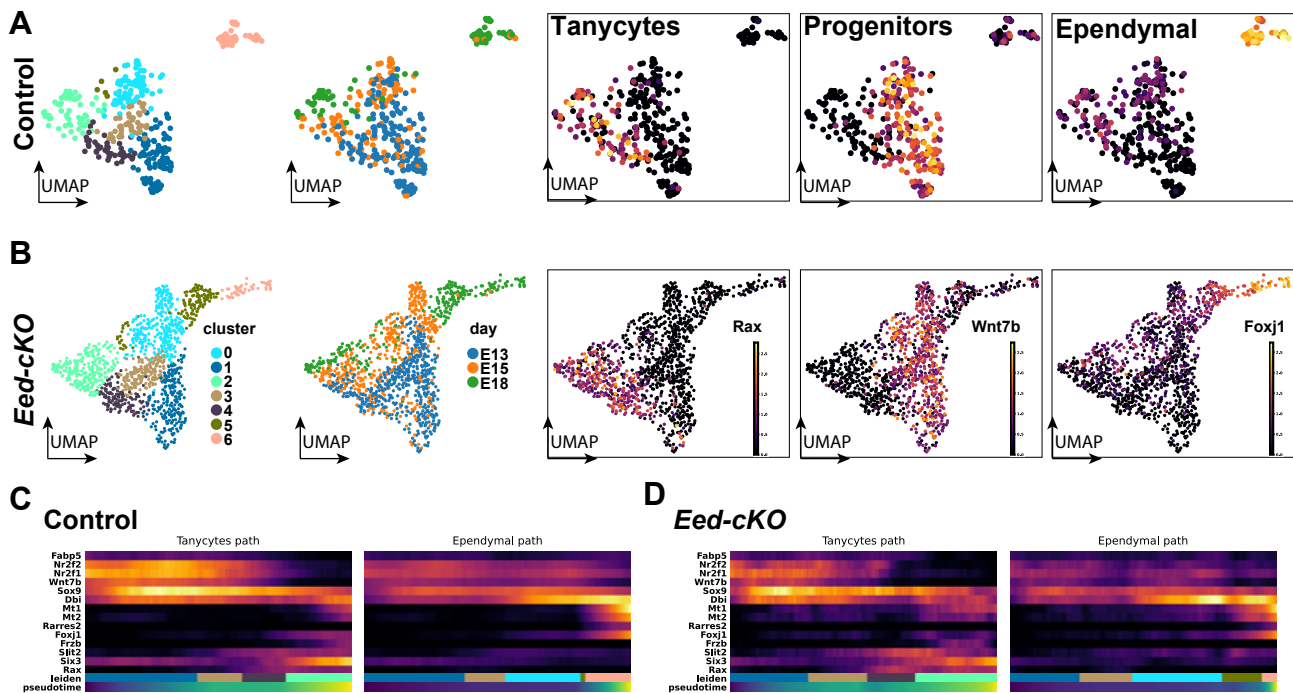 A
Control
Tanycytes
Progenitors
Ependymal
UMAP
UMAP
UMAP
UMAP
UMAP
B
Eed-cKO
cluster
0
1
2
3
4
5
6
day
E13
E15
E18
Rax
Wnt7b
Foxj1
UMAP
UMAP
UMAP
UMAP
UMAP
C
Control
Tanycytes path
Ependymal path
Fabp5
Nr2f2
Nr2f1
Wnt7b
Sox9
Dbi
Mt1
Mt2
Rarres2
Foxj1
Frzb
Slit2
Six3
Rax
leiden
pseudotime
D
Eed-cKO
Tanycytes path
Ependymal path
Fabp5
Nr2f2
Nr2f1
Wnt7b
Sox9
Dbi
Mt1
Mt2
Rarres2
Foxj1
Frzb
Slit2
Six3
Rax
leiden
pseudotime